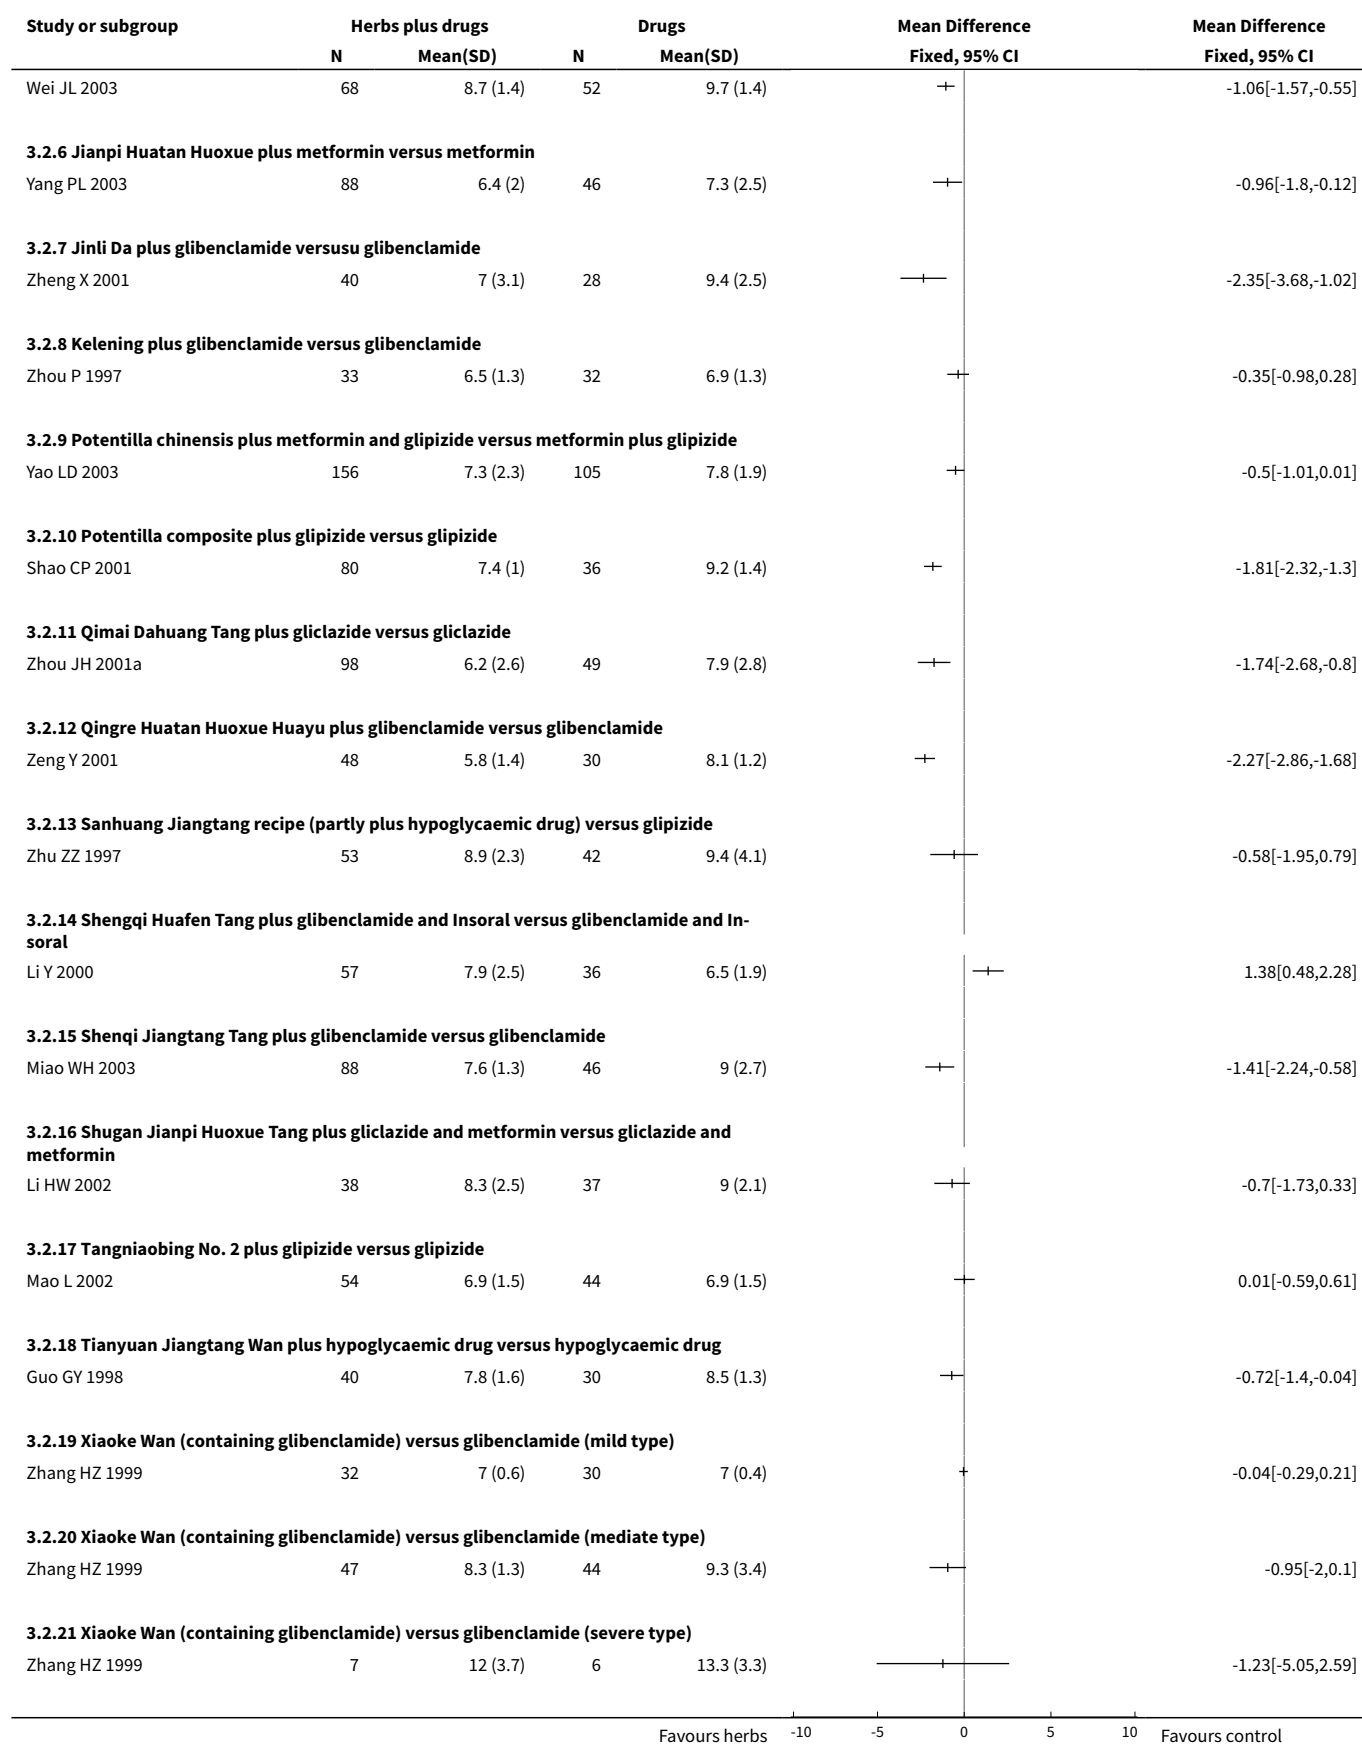 Study or subgroup Herbs plus drugs Drugs Mean Difference Mean Difference
N Mean(SD) N Mean(SD) Fixed, 95% CI Fixed, 95% CI
Wei JL 2003 68 8.7 (1.4) 52 9.7 (1.4) -1.06[-1.57,-0.55]
3.2.6 Jianpi Huatan Huoxue plus metformin versus metformin
Yang PL 2003 88 6.4 (2) 46 7.3 (2.5) -0.96[-1.8,-0.12]
3.2.7 Jinli Da plus glibenclamide versusu glibenclamide
Zheng X 2001 40 7 (3.1) 28 9.4 (2.5) -2.35[-3.68,-1.02]
3.2.8 Kelening plus glibenclamide versus glibenclamide
Zhou P 1997 33 6.5 (1.3) 32 6.9 (1.3) -0.35[-0.98,0.28]
3.2.9 Potentilla chinensis plus metformin and glipizide versus metformin plus glipizide
Yao LD 2003 156 7.3 (2.3) 105 7.8 (1.9) -0.5[-1.01,0.01]
3.2.10 Potentilla composite plus glipizide versus glipizide
Shao CP 2001 80 7.4 (1) 36 9.2 (1.4) -1.81[-2.32,-1.3]
3.2.11 Qimai Dahuang Tang plus gliclazide versus gliclazide
Zhou JH 2001a 98 6.2 (2.6) 49 7.9 (2.8) -1.74[-2.68,-0.8]
3.2.12 Qingre Huatan Huoxue Huayu plus glibenclamide versus glibenclamide
Zeng Y 2001 48 5.8 (1.4) 30 8.1 (1.2) -2.27[-2.86,-1.68]
3.2.13 Sanhuang Jiangtang recipe (partly plus hypoglycaemic drug) versus glipizide
Zhu ZZ 1997 53 8.9 (2.3) 42 9.4 (4.1) -0.58[-1.95,0.79]
3.2.14 Shengqi Huafen Tang plus glibenclamide and Insoral versus glibenclamide and In-
soral
Li Y 2000 57 7.9 (2.5) 36 6.5 (1.9) 1.38[0.48,2.28]
3.2.15 Shenqi Jiangtang Tang plus glibenclamide versus glibenclamide
Miao WH 2003 88 7.6 (1.3) 46 9 (2.7) -1.41[-2.24,-0.58]
3.2.16 Shugan Jianpi Huoxue Tang plus gliclazide and metformin versus gliclazide and
metformin
Li HW 2002 38 8.3 (2.5) 37 9 (2.1) -0.7[-1.73,0.33]
3.2.17 Tangniaobing No. 2 plus glipizide versus glipizide
Mao L 2002 54 6.9 (1.5) 44 6.9 (1.5) 0.01[-0.59,0.61]
3.2.18 Tianyuan Jiangtang Wan plus hypoglycaemic drug versus hypoglycaemic drug
Guo GY 1998 40 7.8 (1.6) 30 8.5 (1.3) -0.72[-1.4,-0.04]
3.2.19 Xiaoke Wan (containing glibenclamide) versus glibenclamide (mild type)
Zhang HZ 1999 32 7 (0.6) 30 7 (0.4) -0.04[-0.29,0.21]
3.2.20 Xiaoke Wan (containing glibenclamide) versus glibenclamide (mediate type)
Zhang HZ 1999 47 8.3 (1.3) 44 9.3 (3.4) -0.95[-2,0.1]
3.2.21 Xiaoke Wan (containing glibenclamide) versus glibenclamide (severe type)
Zhang HZ 1999 7 12 (3.7) 6 13.3 (3.3) -1.23[-5.05,2.59]
Favours herbs -10 -5 0 5 10 Favours control